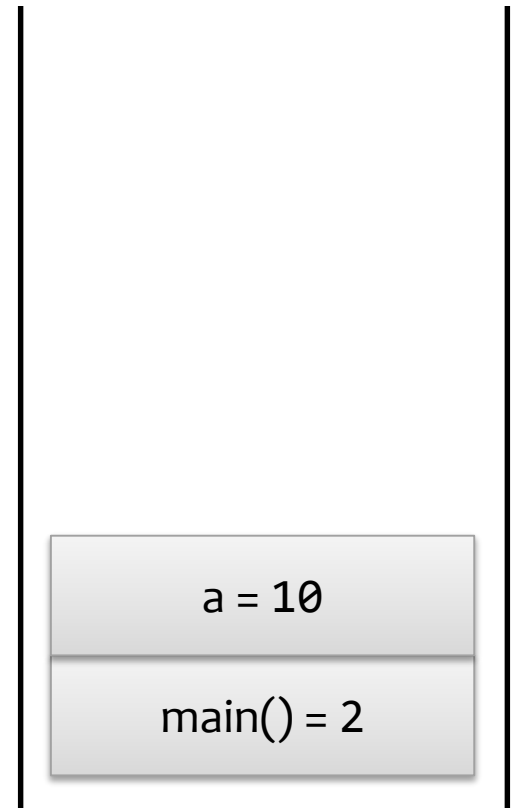 a = 10
main() = 2